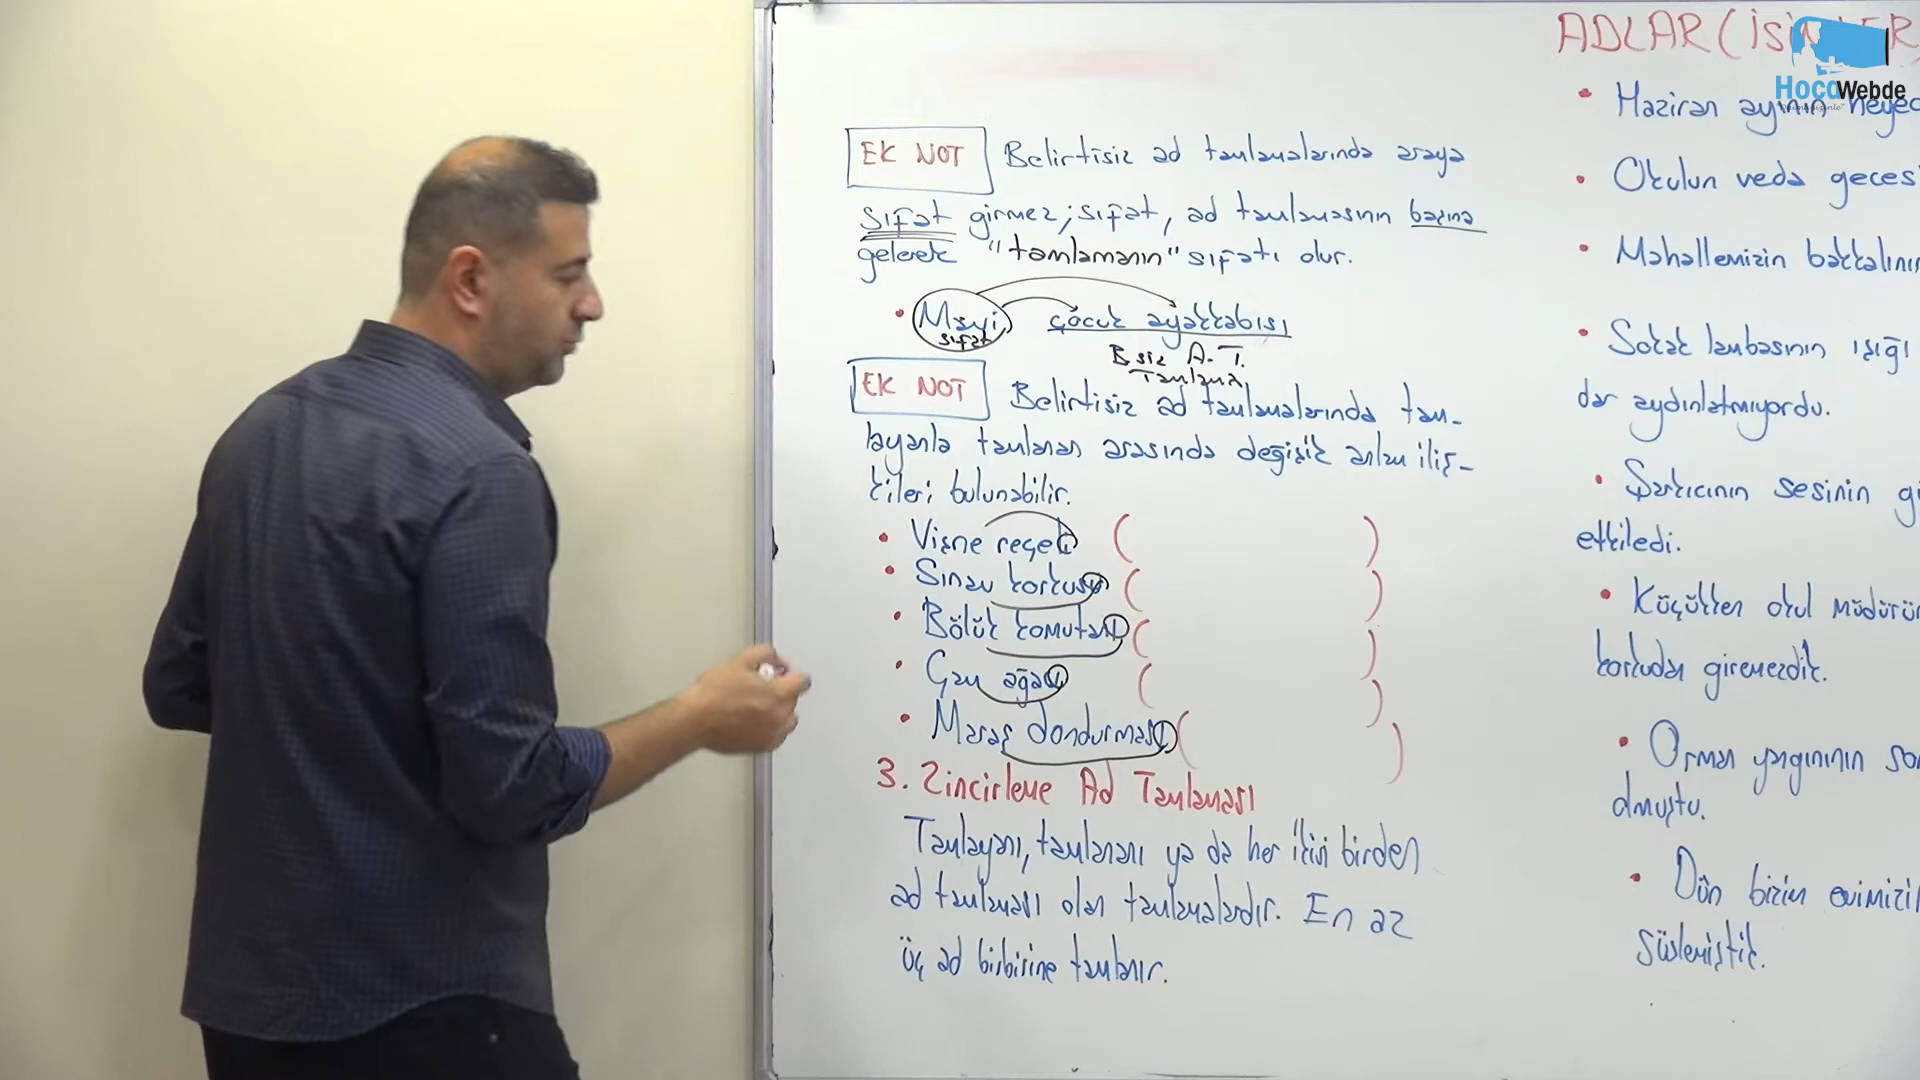 EK NOT Belirtisiz ad tamlamalarında araya
sıfat girmez; sıfat, ad tamlamasının başına
gelerek "tamlamanın" sıfatı olur.
• Mavi çocuk ayakkabısı
sıfat
B.siz A.T.
Tamlama
EK NOT Belirtisiz ad tamlamalarında tam-
layanla tamlanan arasında değişik anlam iliş-
kileri bulunabilir.
• Vişne reçeli ( )
• Sınav korkusu ( )
• Bölük komutanı ( )
• Çam ağacı ( )
• Maraş dondurması ( )
3. Zincirleme Ad Tamlaması
Tamlayanı, tamlananı ya da her ikisi birden
ad tamlaması olan tamlamalardır. En az
üç ad birbirine tamlanır.
ADLAR (İSİMLER)
HocaWebde
• Haziran ayının heyec
• Okulun veda gecesi
• Mahallemizin bakkalının
• Sokak lambasının ışığı
dar aydınlatmıyordu.
• Şarkıcının sesinin g
etkiledi.
• Küçükken okul müdürün
korkudan giremezdik.
• Orman yangınının so
olmuştu.
• Dün bizim evimizi
süslemiştik.